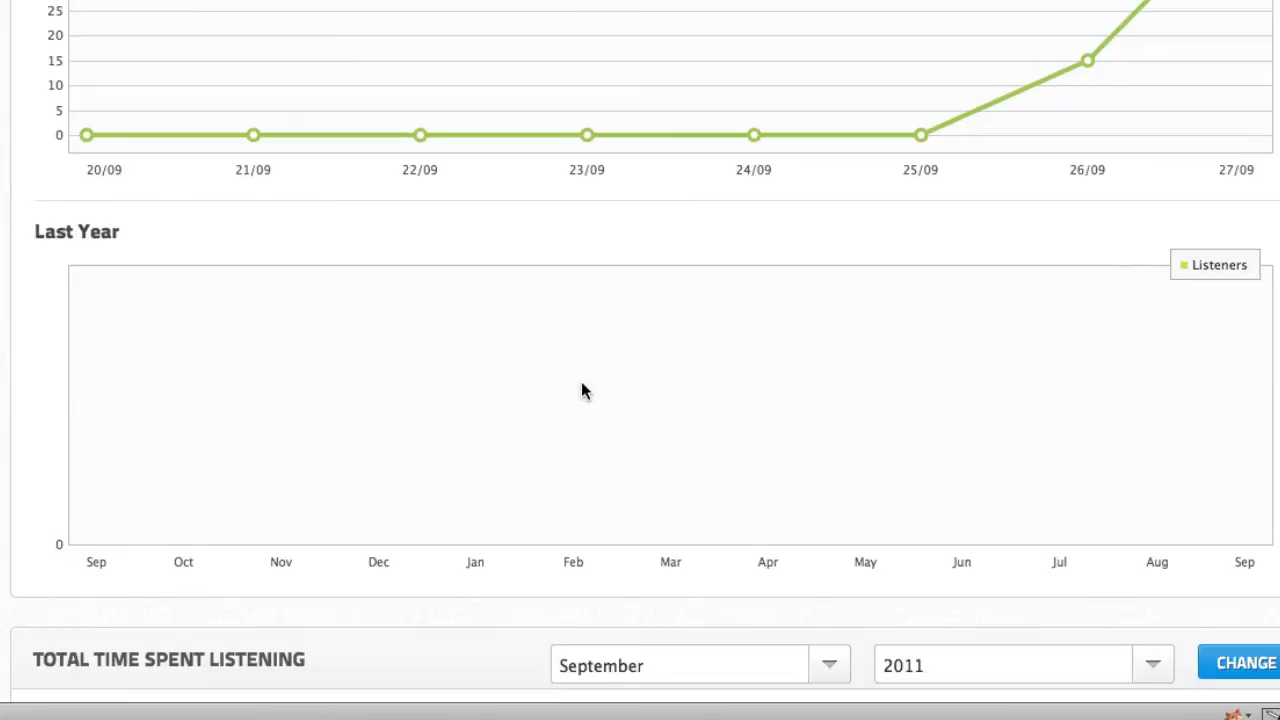 25
20
15
10
5
0
20/09 21/09 22/09 23/09 24/09 25/09 26/09 27/09
Last Year
Listeners
0
Sep Oct Nov Dec Jan Feb Mar Apr May Jun Jul Aug Sep
TOTAL TIME SPENT LISTENING September 2011 CHANGE